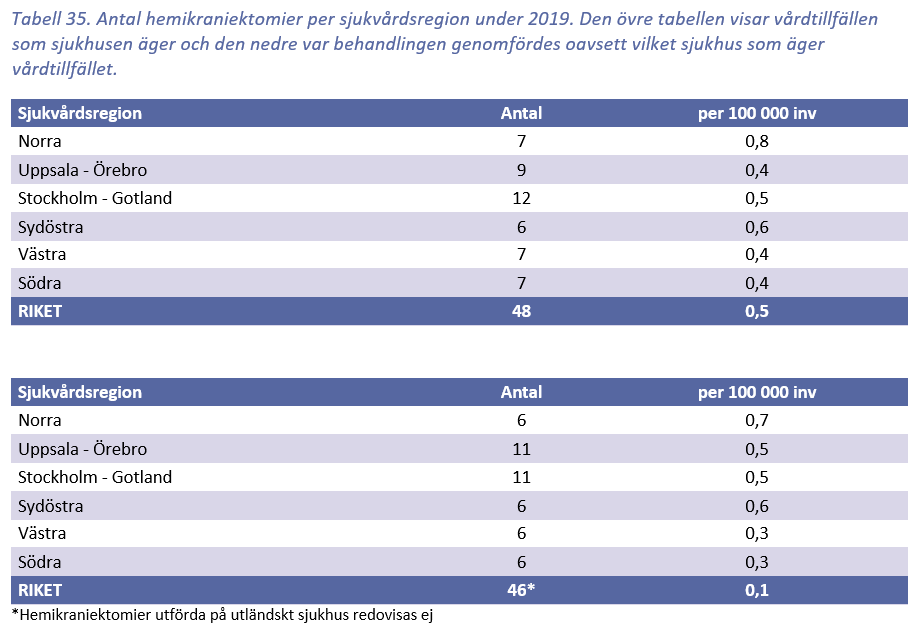 Tabell 35. Antal hemikraniektomier per sjukvårdsregion under 2019. Den övre tabellen visar vårdtillfällen
som sjukhusen äger och den nedre var behandlingen genomfördes oavsett vilket sjukhus som äger
vårdtillfället.
Sjukvårdsregion Antal per 100 000 inv
Norra 7 0,8
Uppsala - Örebro 9 0,4
Stockholm - Gotland 12 0,5
Sydöstra 6 0,6
Västra 7 0,4
Södra 7 0,4
RIKET 48 0,5
Sjukvårdsregion Antal per 100 000 inv
Norra 6 0,7
Uppsala - Örebro 11 0,5
Stockholm - Gotland 11 0,5
Sydöstra 6 0,6
Västra 6 0,3
Södra 6 0,3
RIKET 46* 0,1
*Hemikraniektomier utförda på utländskt sjukhus redovisas ej